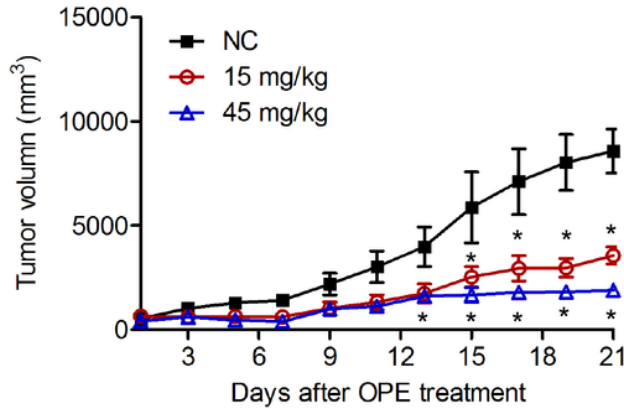 15000
10000
5000
0
Tumor volumn (mm³)
NC
15 mg/kg
45 mg/kg
* * * *
* * * * *
3 6 9 12 15 18 21
Days after OPE treatment